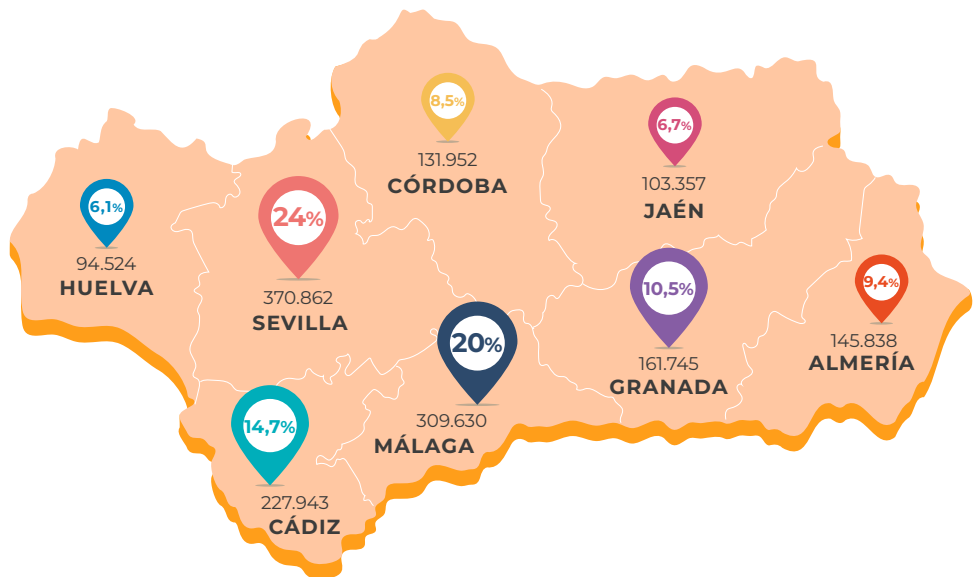 8,5%
131.952
CÓRDOBA
6,7%
103.357
JAÉN
6,1%
94.524
HUELVA
24%
370.862
SEVILLA
10,5%
161.745
GRANADA
9,4%
145.838
ALMERÍA
20%
309.630
MÁLAGA
14,7%
227.943
CÁDIZ